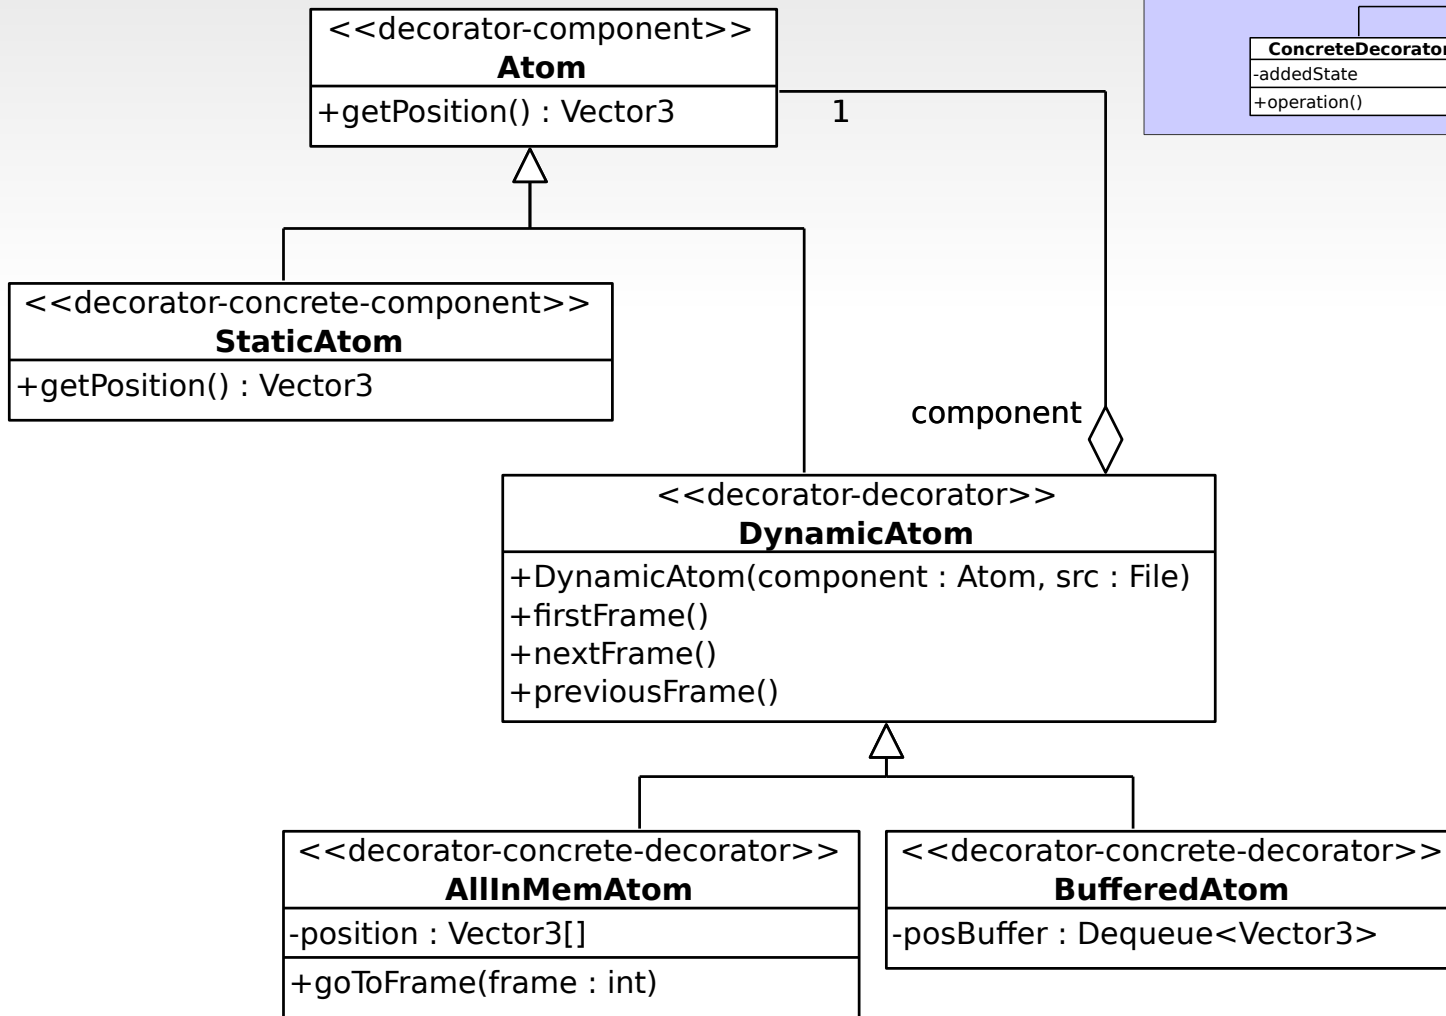 <<decorator-component>>
Atom
+getPosition() : Vector3
1
-addedState
+operation()
<<decorator-concrete-component>>
StaticAtom
+getPosition() : Vector3
component
<<decorator-decorator>>
DynamicAtom
+DynamicAtom(component : Atom, src : File)
+firstFrame()
+nextFrame()
+previousFrame()
<<decorator-concrete-decorator>>
AllInMemAtom
-position : Vector3[]
+goToFrame(frame : int)
<<decorator-concrete-decorator>>
BufferedAtom
-posBuffer : Dequeue<Vector3>